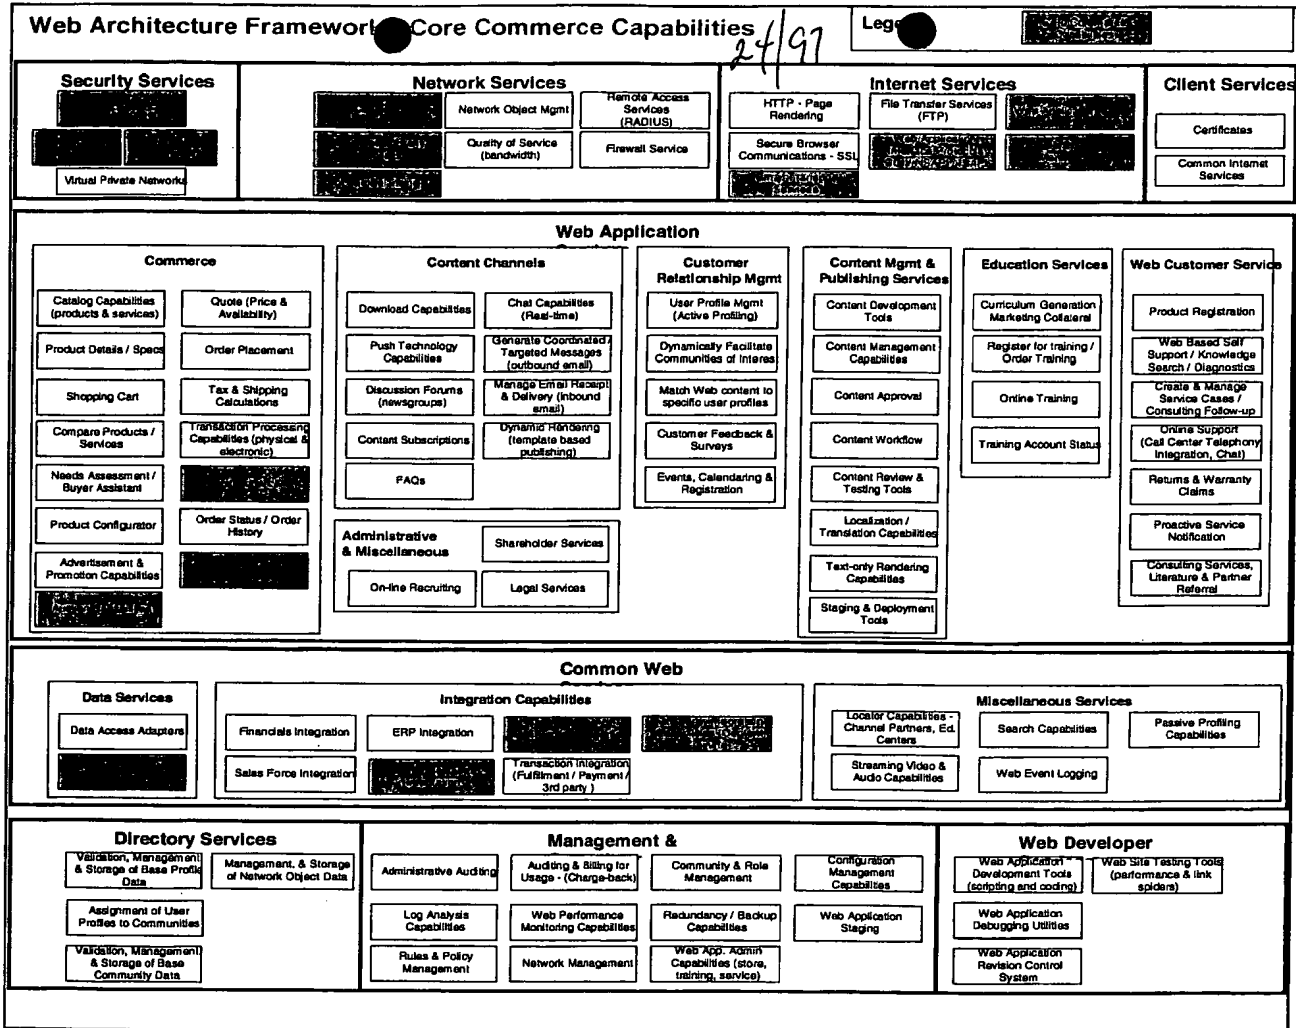 Web Architecture Framework Core Commerce Capabilities
24/97
Security Services
Virtual Private Networks
Network Services
Network Object Mgmt
Remote Access
Services
(RADIUS)
Quality of Service
(bandwidth)
Firewall Service
Internet Services
HTTP - Page
Rendering
File Transfer Services
(FTP)
Secure Browser
Communications - SSL
Client Services
Certificates
Common Internet
Services
Web Application
Commerce
Catalog Capabilities
(products & services)
Quote (Price &
Availability)
Product Details / Specs
Order Placement
Shopping Cart
Tax & Shipping
Calculations
Compare Products /
Services
Transaction Processing
Capabilities (physical &
electronic)
Needs Assessment /
Buyer Assistant
Product Configurator
Order Status / Order
History
Advertisement &
Promotion Capabilities
Content Channels
Download Capabilities
Chat Capabilities
(Real-time)
Push Technology
Capabilities
Generate Coordinated /
Targeted Messages
(outbound email)
Discussion Forums
(newsgroups)
Manage Email Receipt
& Delivery (Inbound
email)
Content Subscriptions
Dynamic Rendering
(template based
publishing)
FAQs
Administrative
& Miscellaneous
Shareholder Services
On-line Recruiting
Legal Services
Customer
Relationship Mgmt
User Profile Mgmt
(Active Profiling)
Dynamically Facilitate
Communities of Interes
Match Web content to
specific user profiles
Customer Feedback &
Surveys
Events, Calendaring &
Registration
Content Mgmt &
Publishing Services
Content Development
Tools
Content Management
Capabilities
Content Approval
Content Workflow
Content Review &
Testing Tools
Localization /
Translation Capabilities
Text-only Rendering
Capabilities
Staging & Deployment
Tools
Education Services
Curriculum Generation
Marketing Collateral
Register for training /
Order Training
Online Training
Training Account Status
Web Customer Service
Product Registration
Web Based Self
Support / Knowledge
Search / Diagnostics
Create & Manage
Service Cases /
Consulting Follow-up
Online Support
(Call Center Telephony
Integration, Chat)
Returns & Warranty
Claims
Proactive Service
Notification
Consulting Services,
Literature & Partner
Referral
Common Web
Data Services
Data Access Adapters
Integration Capabilities
Financials Integration
ERP Integration
Sales Force Integration
Transaction Integration
(Fulfillment / Payment /
3rd party )
Miscellaneous Services
Locator Capabilities -
Channel Partners, Ed.
Centers
Search Capabilities
Passive Profiling
Capabilities
Streaming Video &
Audio Capabilities
Web Event Logging
Directory Services
Validation, Management
& Storage of Base Profile
Data
Management, & Storage
of Network Object Data
Assignment of User
Profiles to Communities
Validation, Management
& Storage of Base
Community Data
Management &
Administrative Auditing
Auditing & Billing for
Usage - (Charge-back)
Community & Role
Management
Configuration
Management
Capabilities
Log Analysis
Capabilities
Web Performance
Monitoring Capabilities
Redundancy / Backup
Capabilities
Web Application
Staging
Rules & Policy
Management
Network Management
Web App. Admin
Capabilities (store,
training, service)
Web Developer
Web Application
Development Tools
(scripting and coding)
Web Site Testing Tools
(performance & link
spiders)
Web Application
Debugging Utilities
Web Application
Revision Control
System